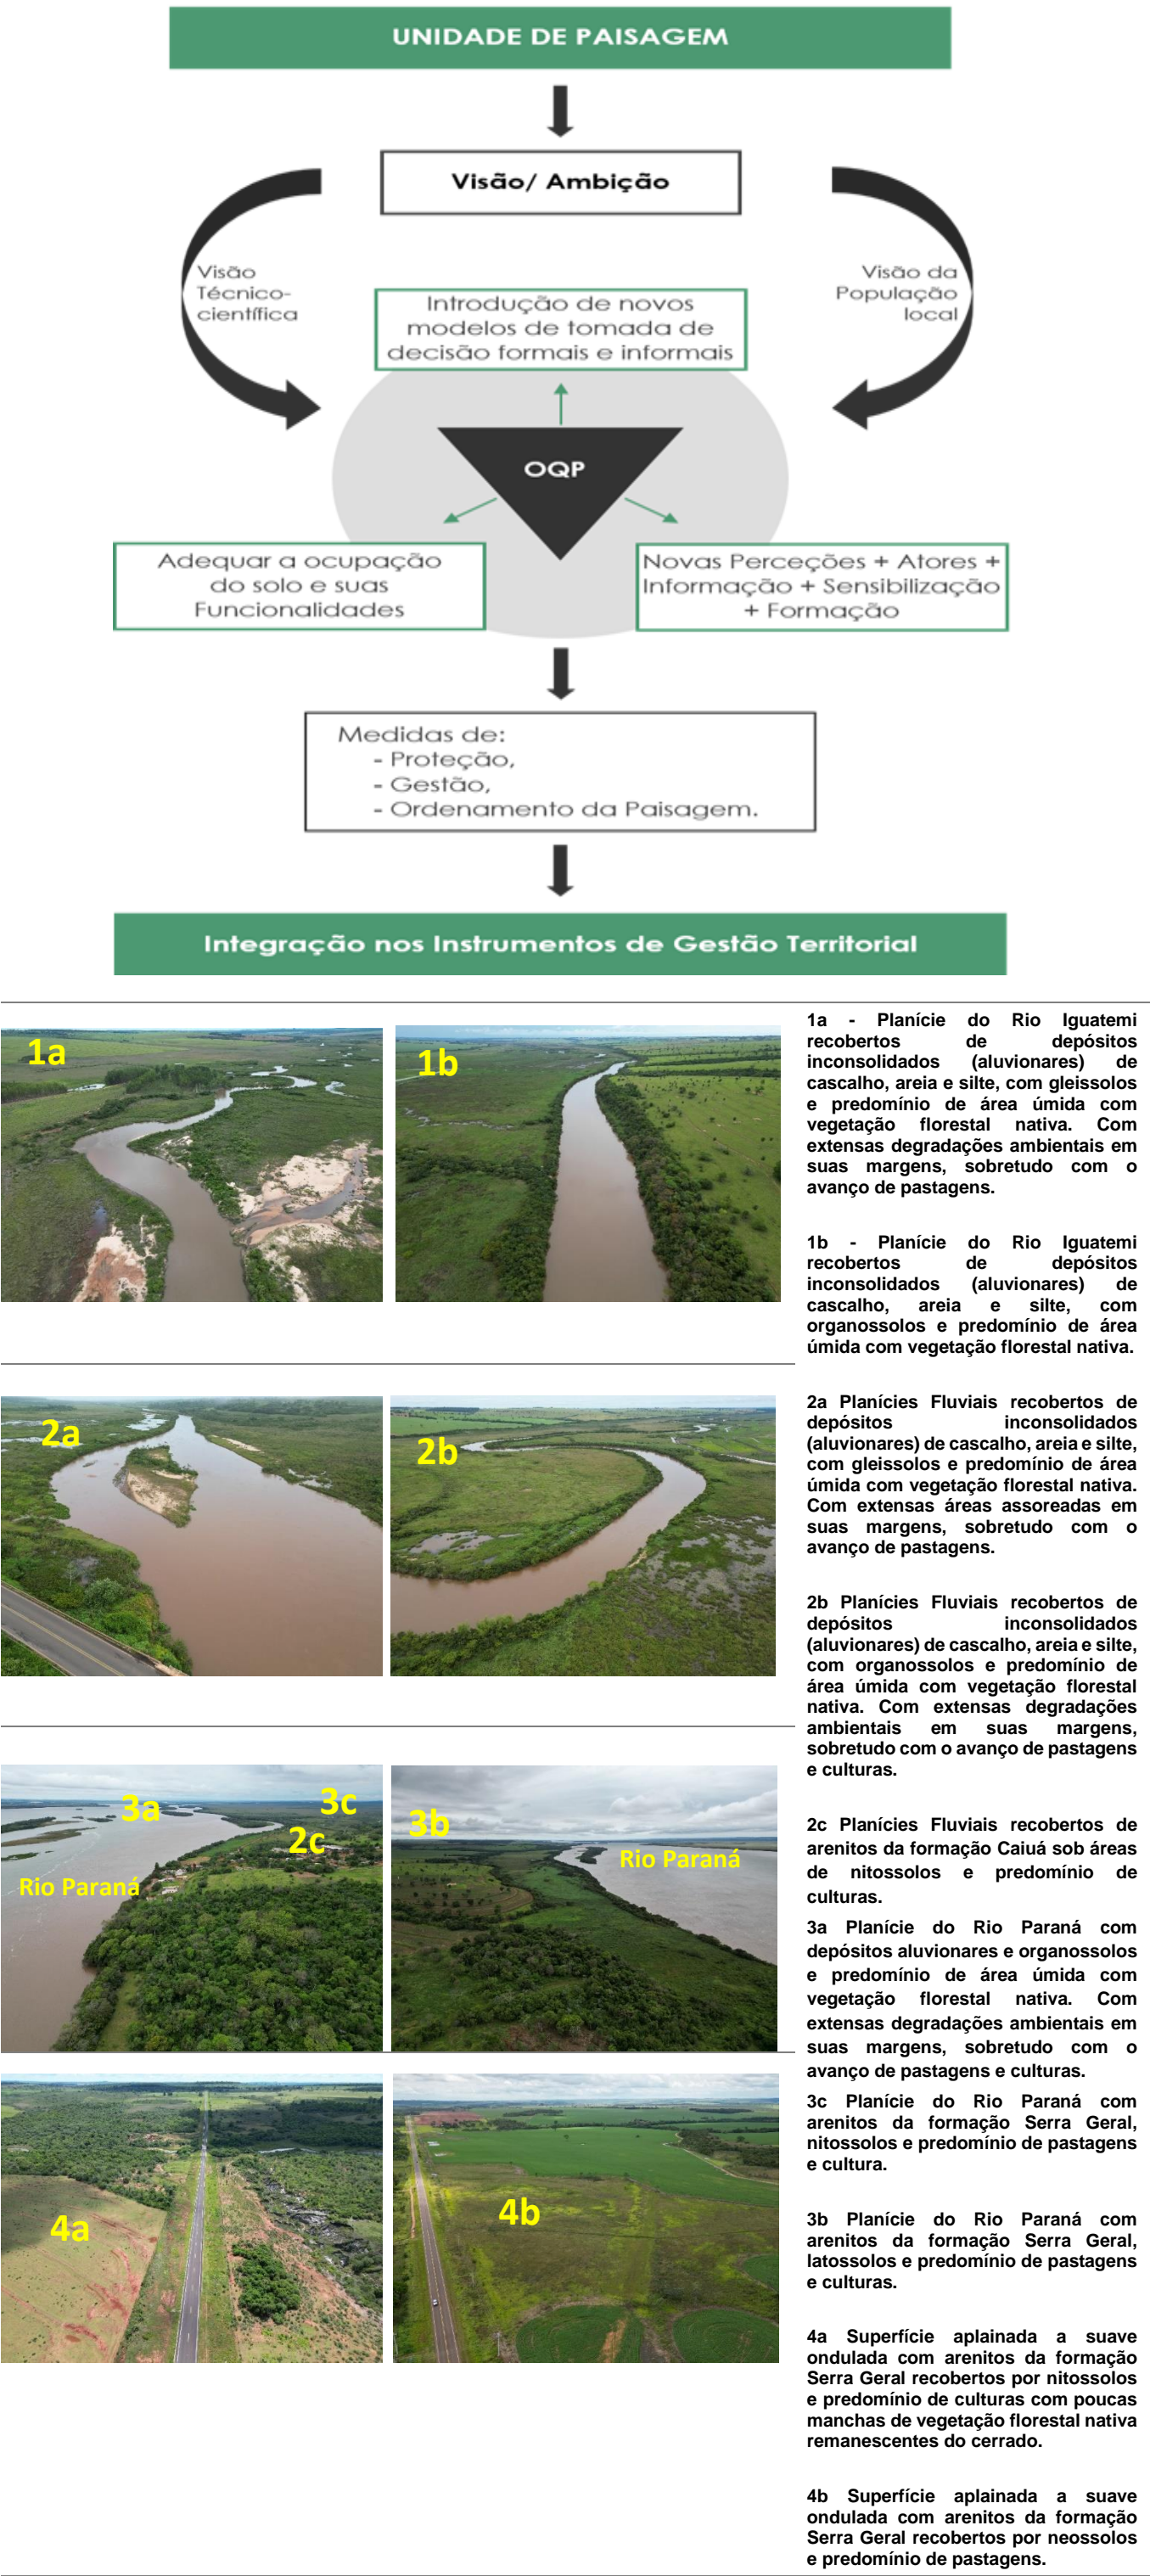 UNIDADE DE PAISAGEM
Visão/ Ambição
Visão
Técnico-
científica
Visão da
População
local
Introdução de novos
modelos de tomada de
decisão formais e informais
OQP
Adequar a ocupação
do solo e suas
Funcionalidades
Novas Perceções + Atores +
Informação + Sensibilização
+ Formação
Medidas de:
- Proteção,
- Gestão,
- Ordenamento da Paisagem.
Integração nos Instrumentos de Gestão Territorial
1a
1b
1a - Planície do Rio Iguatemi
recobertos de depósitos
inconsolidados (aluvionares) de
cascalho, areia e silte, com gleissolos
e predomínio de área úmida com
vegetação florestal nativa. Com
extensas degradações ambientais em
suas margens, sobretudo com o
avanço de pastagens.
1b - Planície do Rio Iguatemi
recobertos de depósitos
inconsolidados (aluvionares) de
cascalho, areia e silte, com
organossolos e predomínio de área
úmida com vegetação florestal nativa.
2a
2b
2a Planícies Fluviais recobertos de
depósitos inconsolidados
(aluvionares) de cascalho, areia e silte,
com gleissolos e predomínio de área
úmida com vegetação florestal nativa.
Com extensas áreas assoreadas em
suas margens, sobretudo com o
avanço de pastagens.
2b Planícies Fluviais recobertos de
depósitos inconsolidados
(aluvionares) de cascalho, areia e silte,
com organossolos e predomínio de
área úmida com vegetação florestal
nativa. Com extensas degradações
ambientais em suas margens,
sobretudo com o avanço de pastagens
e culturas.
3a
3c
2c
Rio Paraná
3b
Rio Paraná
2c Planícies Fluviais recobertos de
arenitos da formação Caiuá sob áreas
de nitossolos e predomínio de
culturas.
3a Planície do Rio Paraná com
depósitos aluvionares e organossolos
e predomínio de área úmida com
vegetação florestal nativa. Com
extensas degradações ambientais em
suas margens, sobretudo com o
avanço de pastagens e culturas.
3c Planície do Rio Paraná com
arenitos da formação Serra Geral,
nitossolos e predomínio de pastagens
e cultura.
3b Planície do Rio Paraná com
arenitos da formação Serra Geral,
latossolos e predomínio de pastagens
e culturas.
4a
4b
4a Superfície aplainada a suave
ondulada com arenitos da formação
Serra Geral recobertos por nitossolos
e predomínio de culturas com poucas
manchas de vegetação florestal nativa
remanescentes do cerrado.
4b Superfície aplainada a suave
ondulada com arenitos da formação
Serra Geral recobertos por neossolos
e predomínio de pastagens.